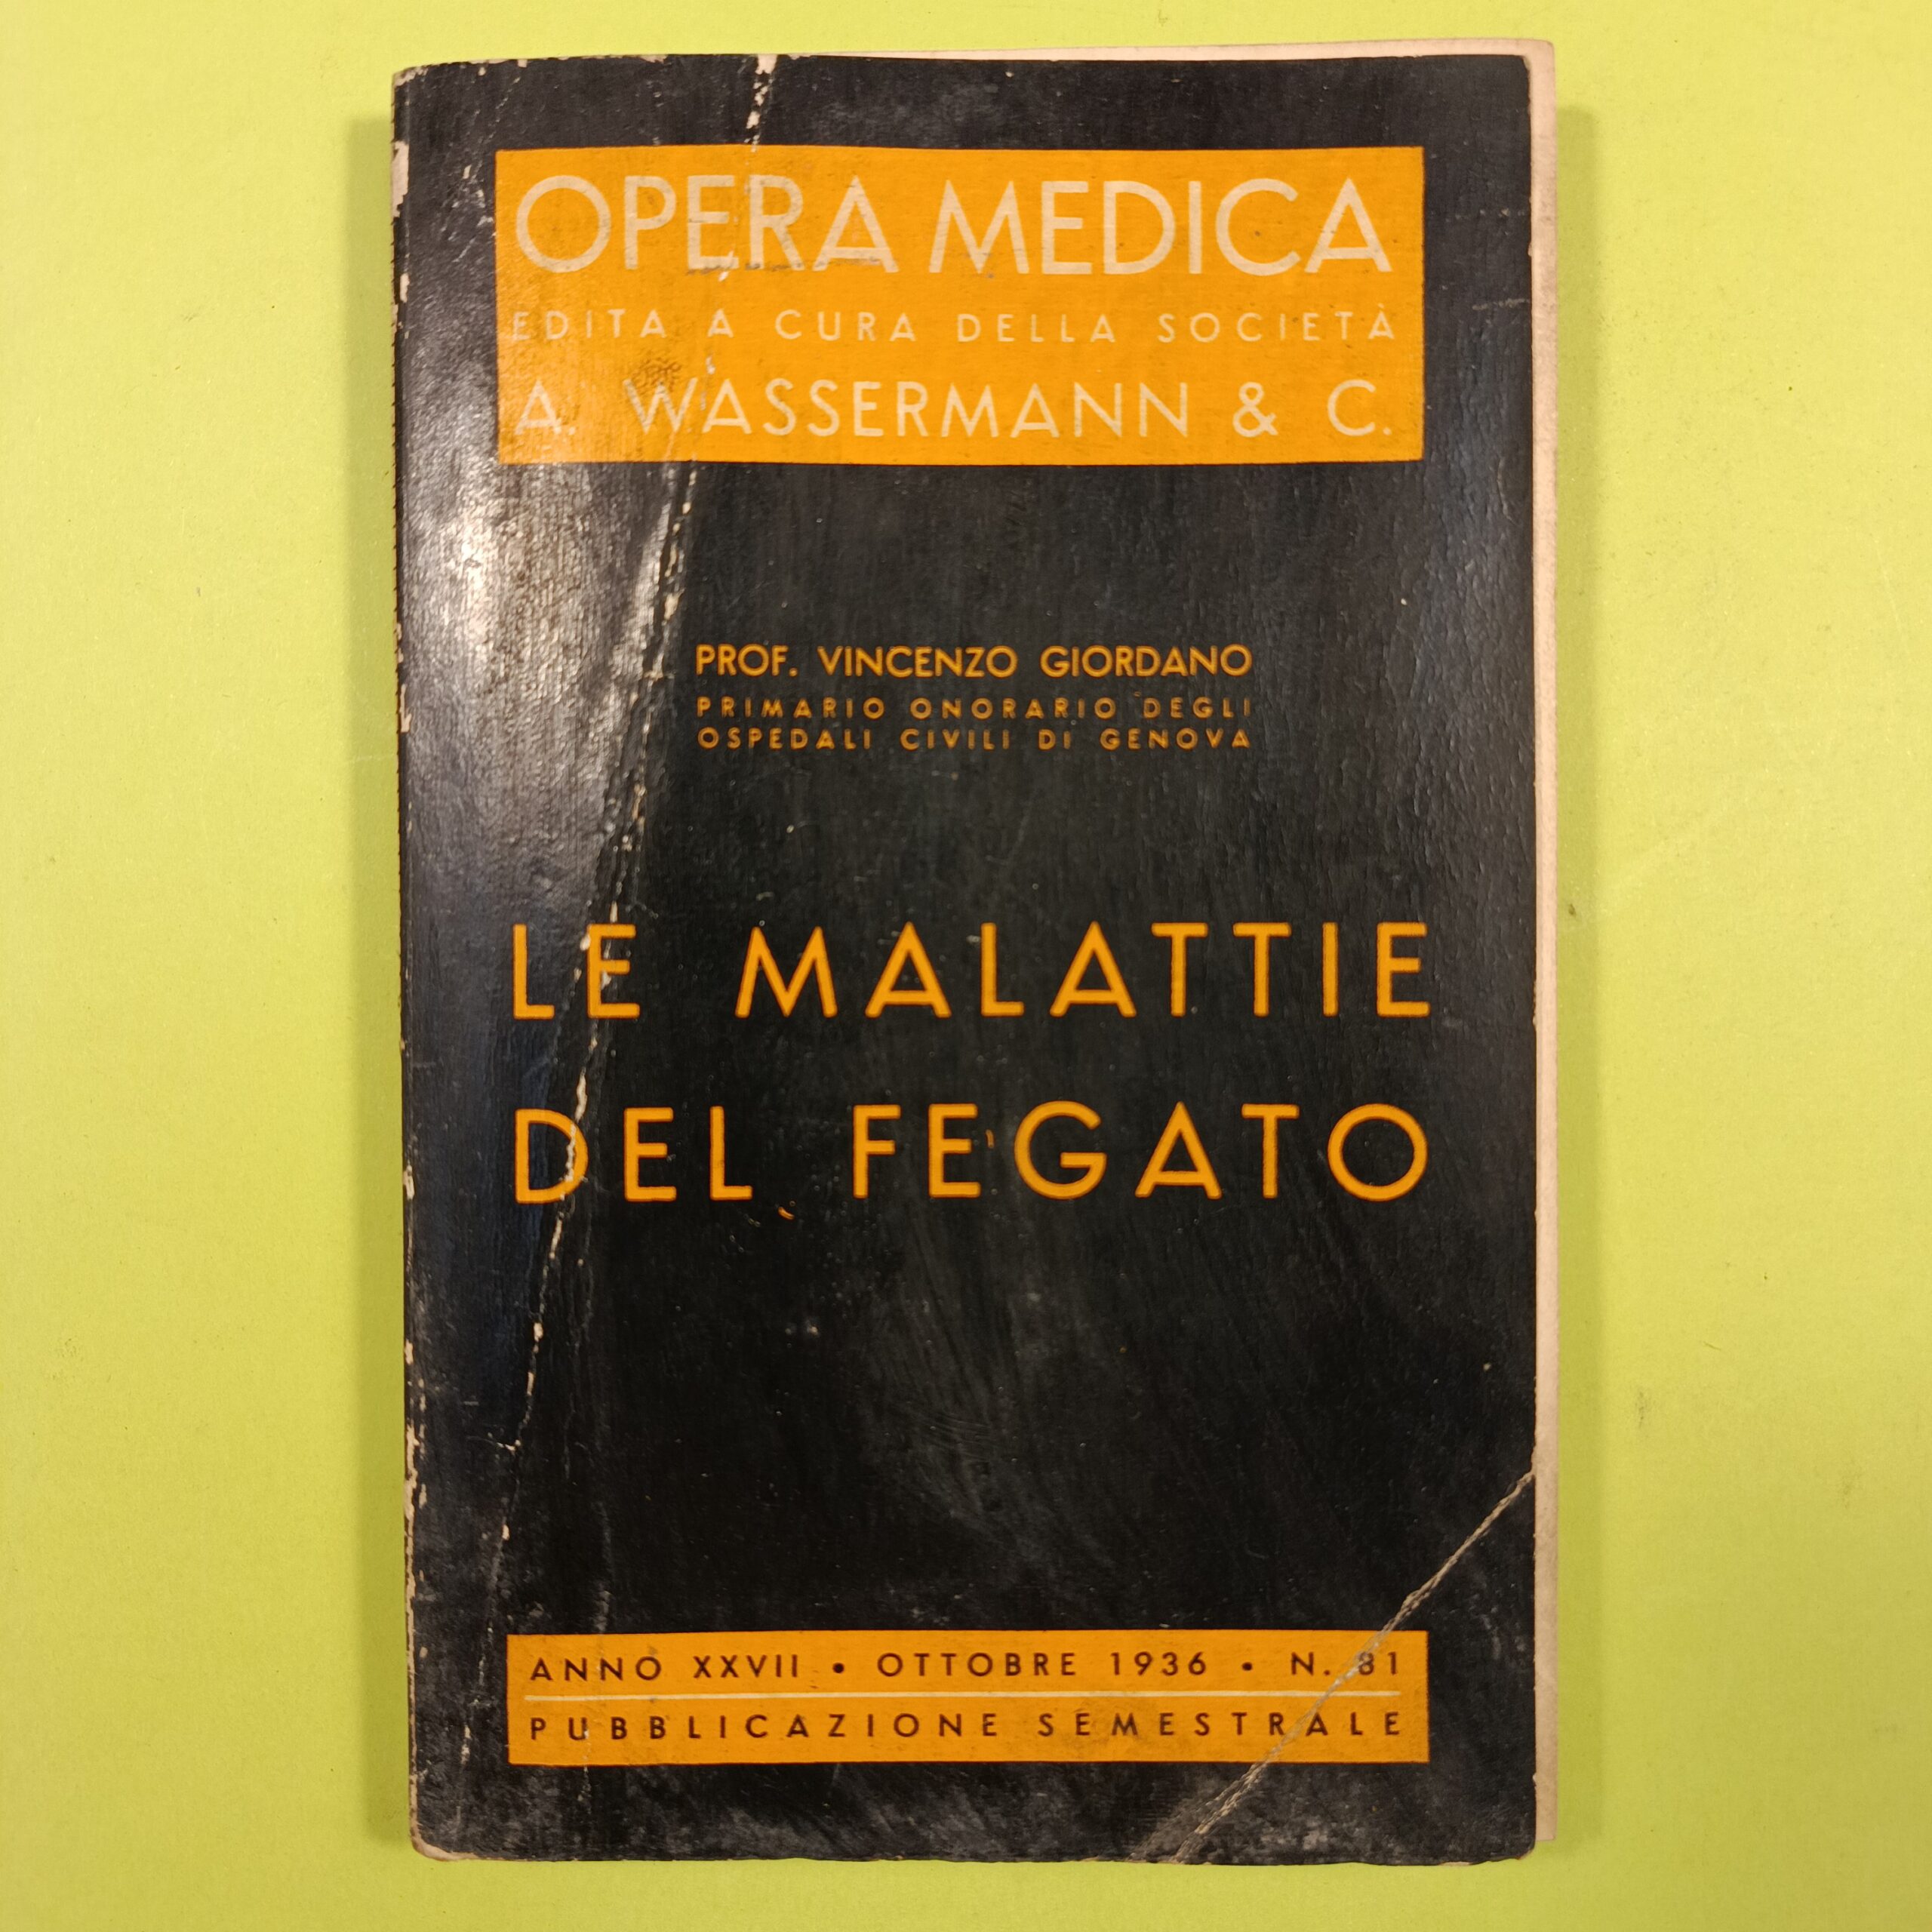 OPERA MEDICA
EDITA A CURA DELLA SOCIETÀ
A. WASSERMANN & C.
PROF. VINCENZO GIORDANO
PRIMARIO ONORARIO DEGLI
OSPEDALI CIVILI DI GENOVA
LE MALATTIE
DEL FEGATO
ANNO XXVII • OTTOBRE 1936 • N. 81
PUBBLICAZIONE SEMESTRALE